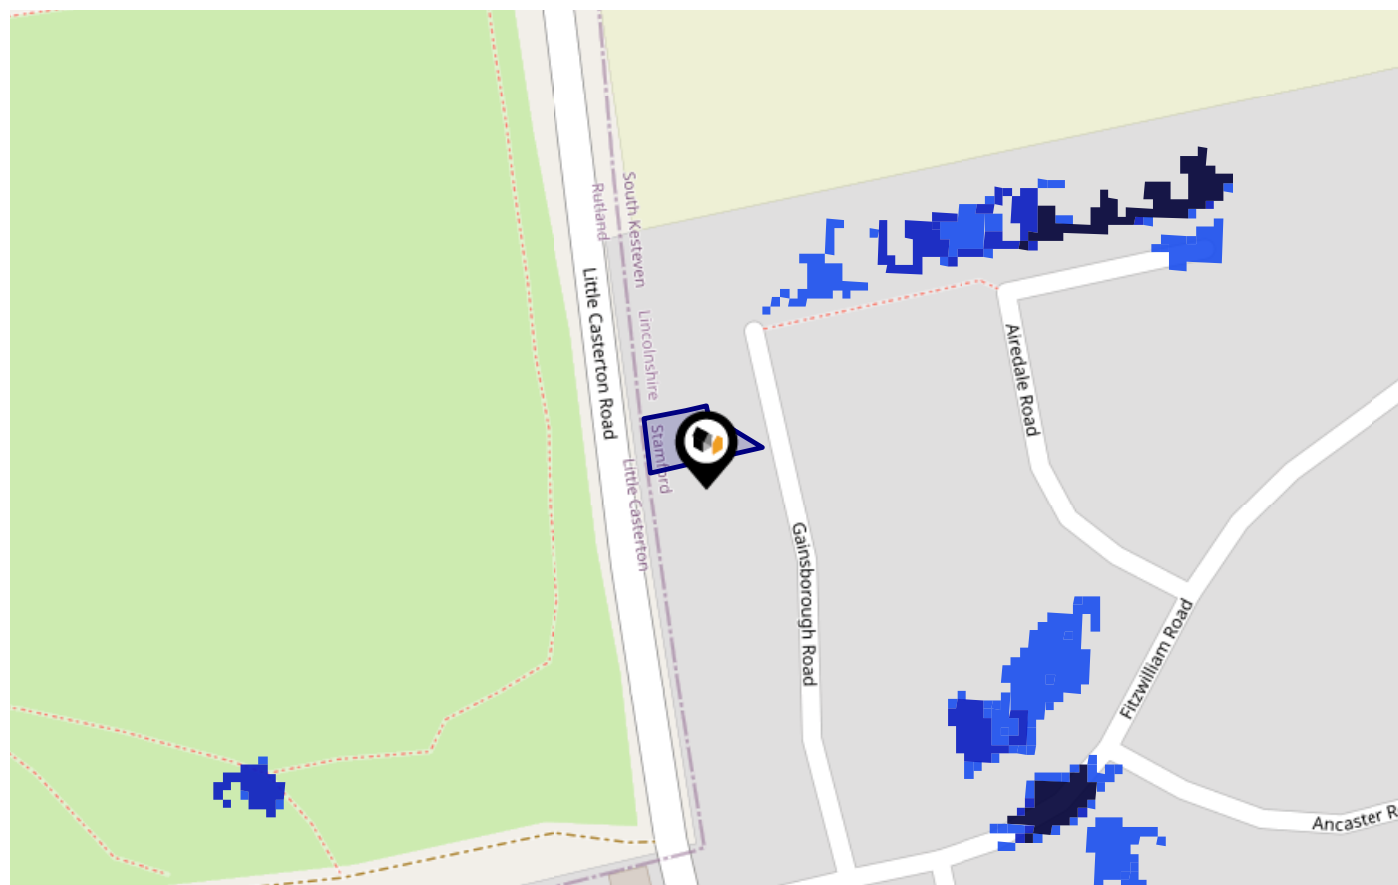 South Kesteven
Rutland
Little Casterton Road
Lincolnshire
Airedale Road
Stamford
Little Casterton
Gainsborough Road
Fitzwilliam Road
Ancaster R